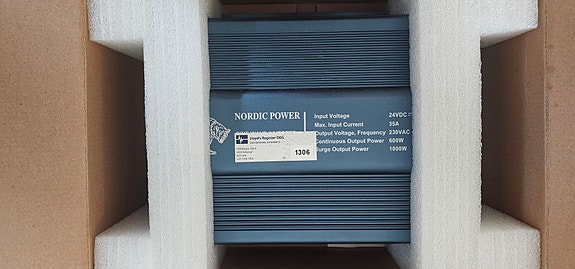 NORDIC POWER
Input Voltage 24VDC
Max. Input Current 35A
Output Voltage, Frequency 230VAC
Continuous Output Power 600W
Surge Output Power 1000W
Lloyd's Register ODS
1306